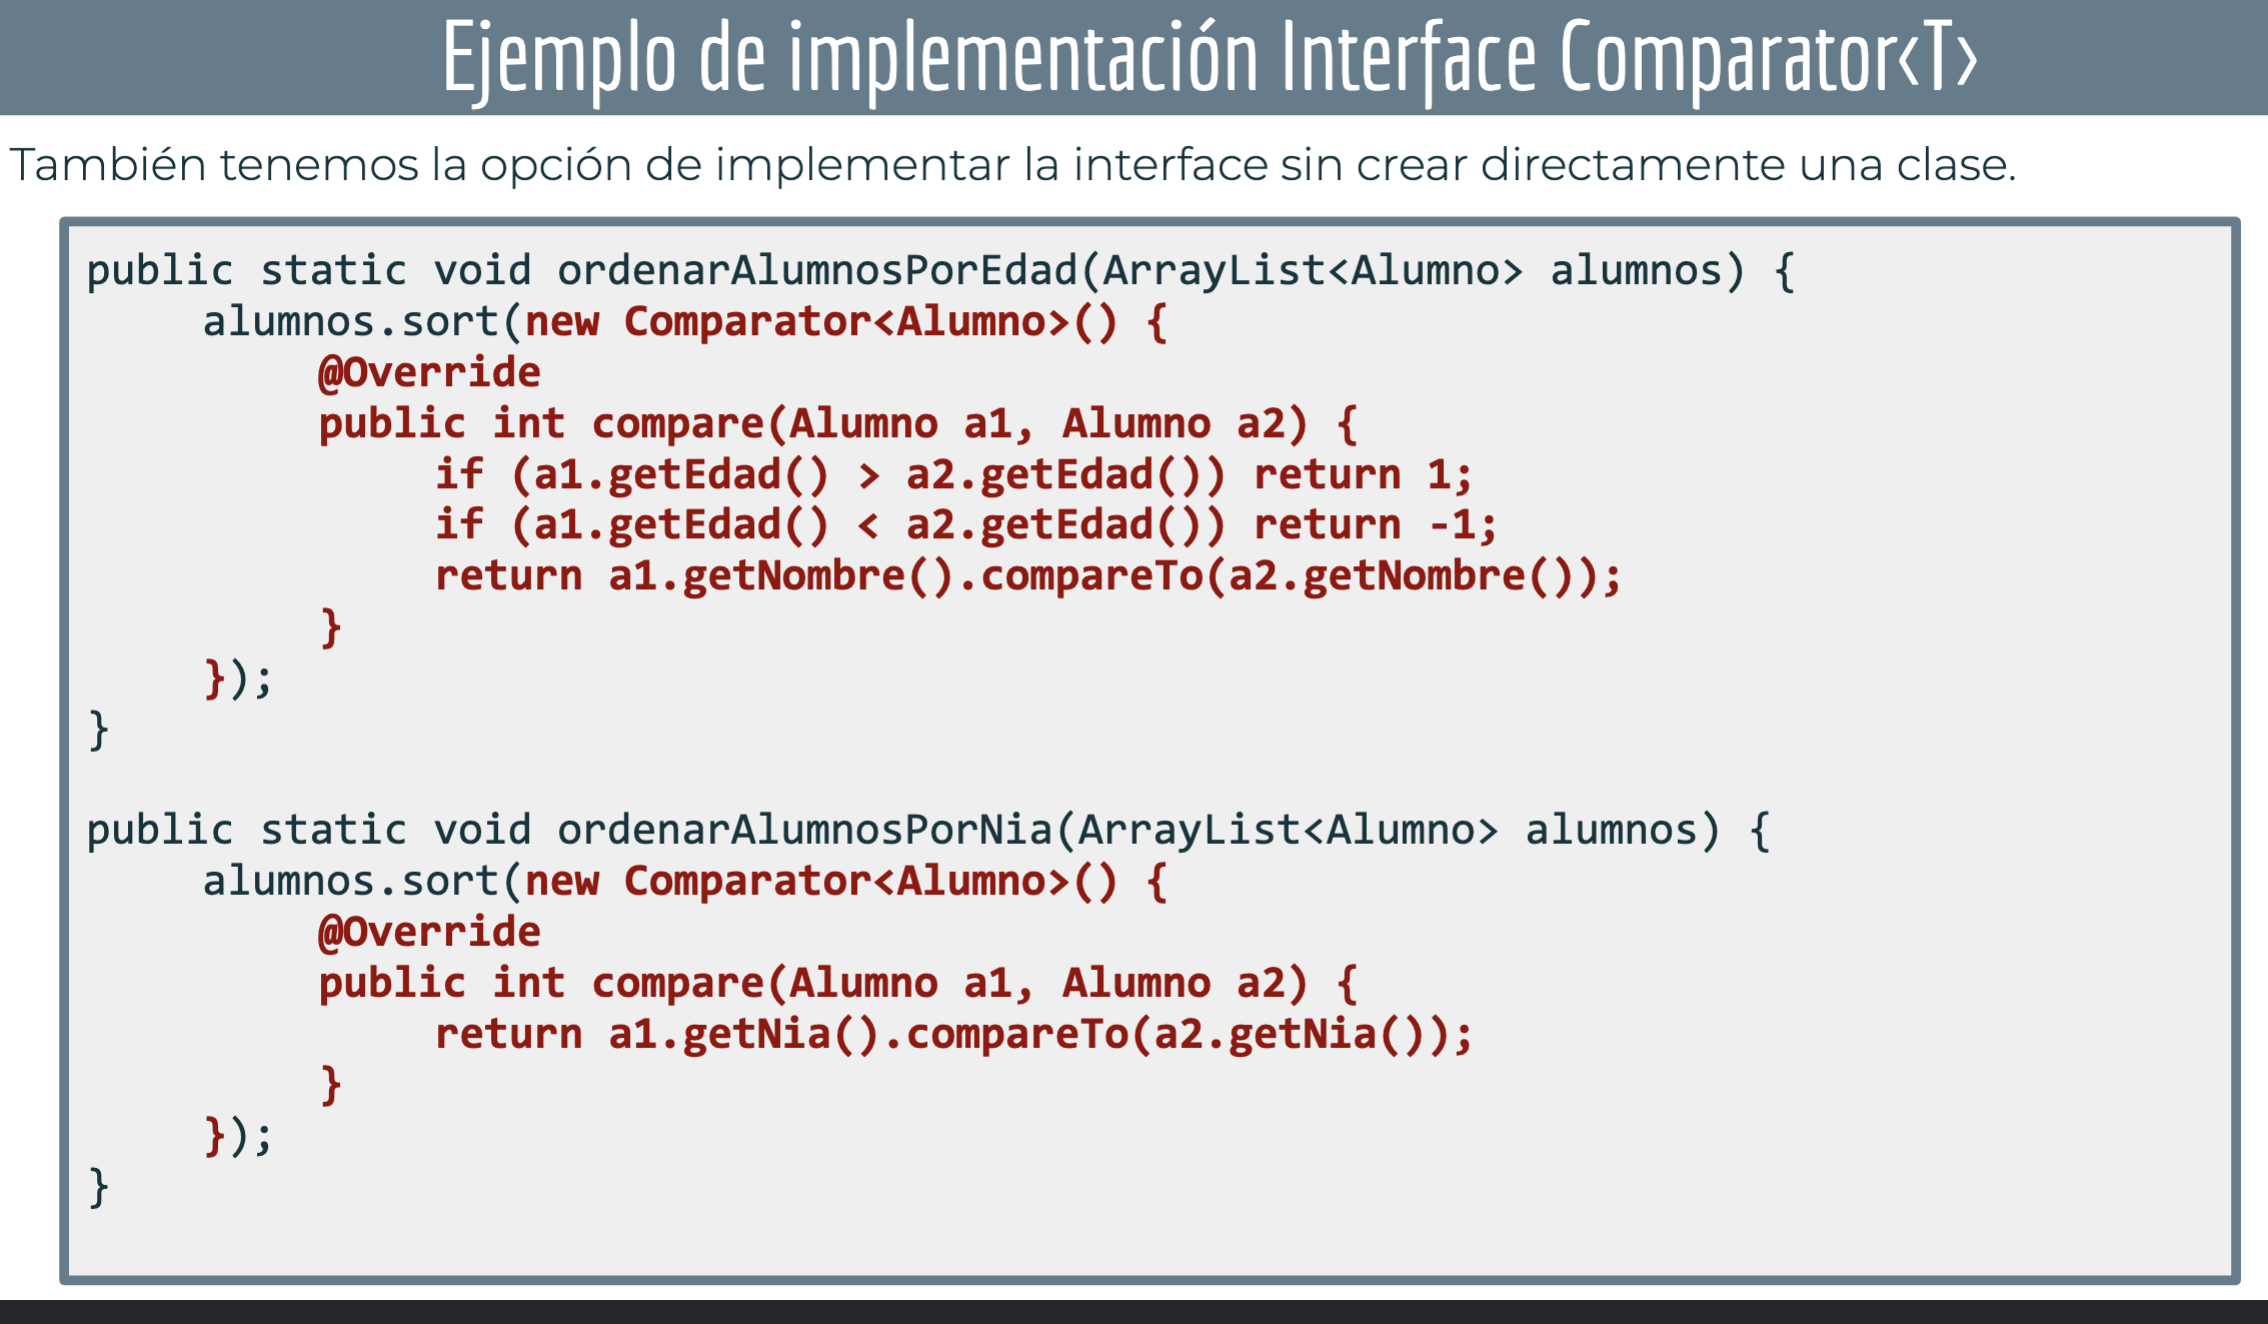 Ejemplo de implementación Interface Comparator<T>
También tenemos la opción de implementar la interface sin crear directamente una clase.
public static void ordenarAlumnosPorEdad(ArrayList<Alumno> alumnos) {
alumnos.sort(new Comparator<Alumno>() {
@Override
public int compare(Alumno a1, Alumno a2) {
if (a1.getEdad() > a2.getEdad()) return 1;
if (a1.getEdad() < a2.getEdad()) return -1;
return a1.getNombre().compareTo(a2.getNombre());
}
});
}
public static void ordenarAlumnosPorNia(ArrayList<Alumno> alumnos) {
alumnos.sort(new Comparator<Alumno>() {
@Override
public int compare(Alumno a1, Alumno a2) {
return a1.getNia().compareTo(a2.getNia());
}
});
}